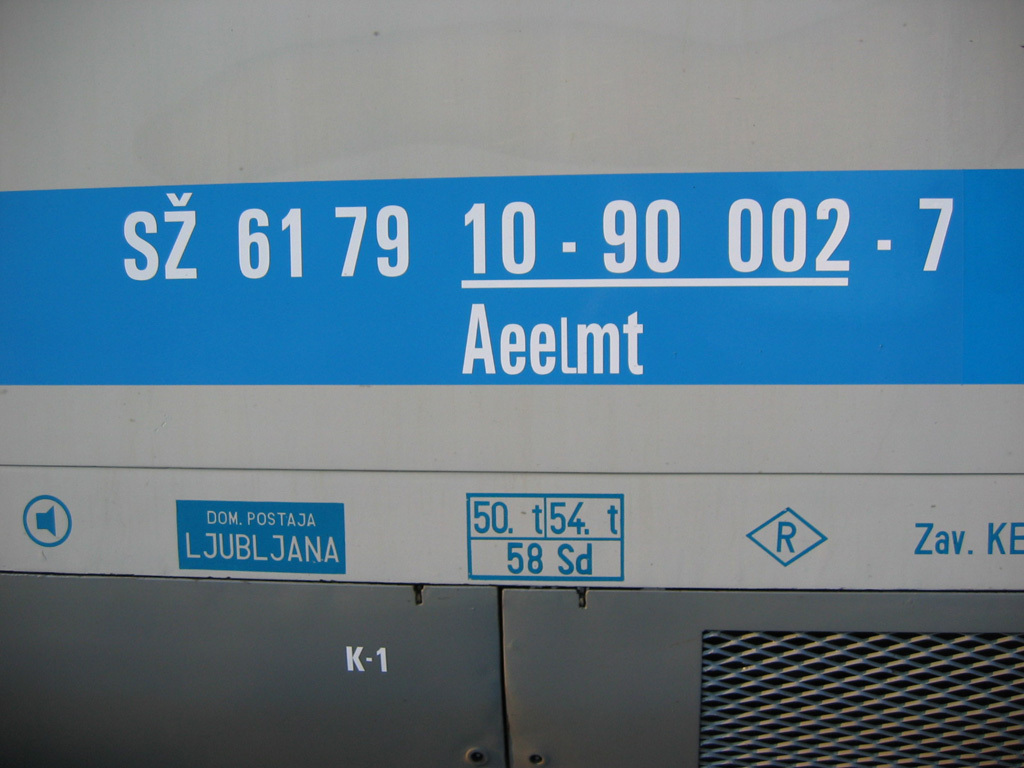 SŽ 61 79 10 - 90 002 - 7
Aeelmt
DOM. POSTAJA
LJUBLJANA
50. t 54. t
58 Sd
R
Zav. KE
K-1